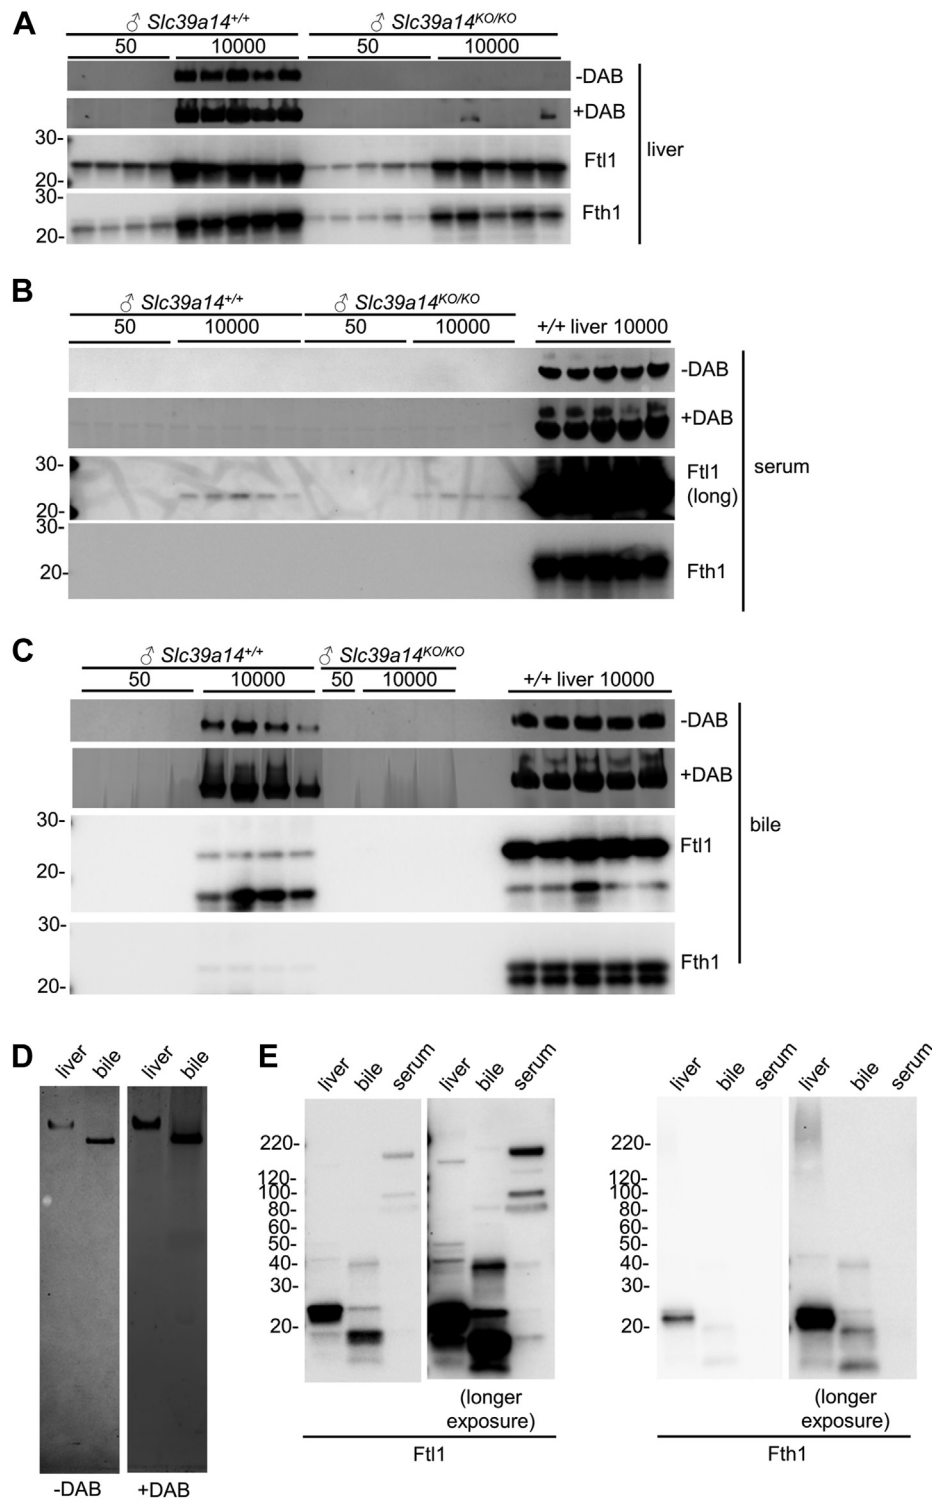 A
♂ Slc39a14+/+ ♂ Slc39a14KO/KO
50 10000 50 10000
-DAB
+DAB
30-
Ftl1
liver
20-
30-
Fth1
20-
B
♂ Slc39a14+/+ ♂ Slc39a14KO/KO
50 10000 50 10000 +/+ liver 10000
-DAB
+DAB
30-
Ftl1
(long)
serum
20-
30-
20-
Fth1
C
♂ Slc39a14+/+ ♂ Slc39a14KO/KO
50 10000 50 10000 +/+ liver 10000
-DAB
+DAB
30-
Ftl1
bile
20-
30-
Fth1
20-
D
liver bile liver bile
-DAB +DAB
E
liver bile serum liver bile serum liver bile serum liver bile serum
220- 220-
120- 120-
100- 100-
80- 80-
60- 60-
50- 50-
40- 40-
30- 30-
20- 20-
(longer (longer
exposure) exposure)
Ftl1 Fth1